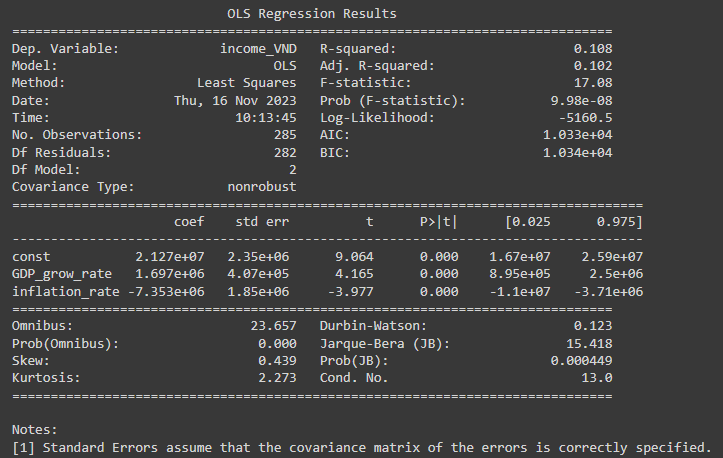 OLS Regression Results
==============================================================================
Dep. Variable: income_VND R-squared: 0.108
Model: OLS Adj. R-squared: 0.102
Method: Least Squares F-statistic: 17.08
Date: Thu, 16 Nov 2023 Prob (F-statistic): 9.98e-08
Time: 10:13:45 Log-Likelihood: -5160.5
No. Observations: 285 AIC: 1.033e+04
Df Residuals: 282 BIC: 1.034e+04
Df Model: 2
Covariance Type: nonrobust
==================================================================================
coef std err t P>|t| [0.025 0.975]
----------------------------------------------------------------------------------
const 2.127e+07 2.35e+06 9.064 0.000 1.67e+07 2.59e+07
GDP_grow_rate 1.697e+06 4.07e+05 4.165 0.000 8.95e+05 2.5e+06
inflation_rate -7.353e+06 1.85e+06 -3.977 0.000 -1.1e+07 -3.71e+06
==============================================================================
Omnibus: 23.657 Durbin-Watson: 0.123
Prob(Omnibus): 0.000 Jarque-Bera (JB): 15.418
Skew: 0.439 Prob(JB): 0.000449
Kurtosis: 2.273 Cond. No. 13.0
==============================================================================
Notes:
[1] Standard Errors assume that the covariance matrix of the errors is correctly specified.